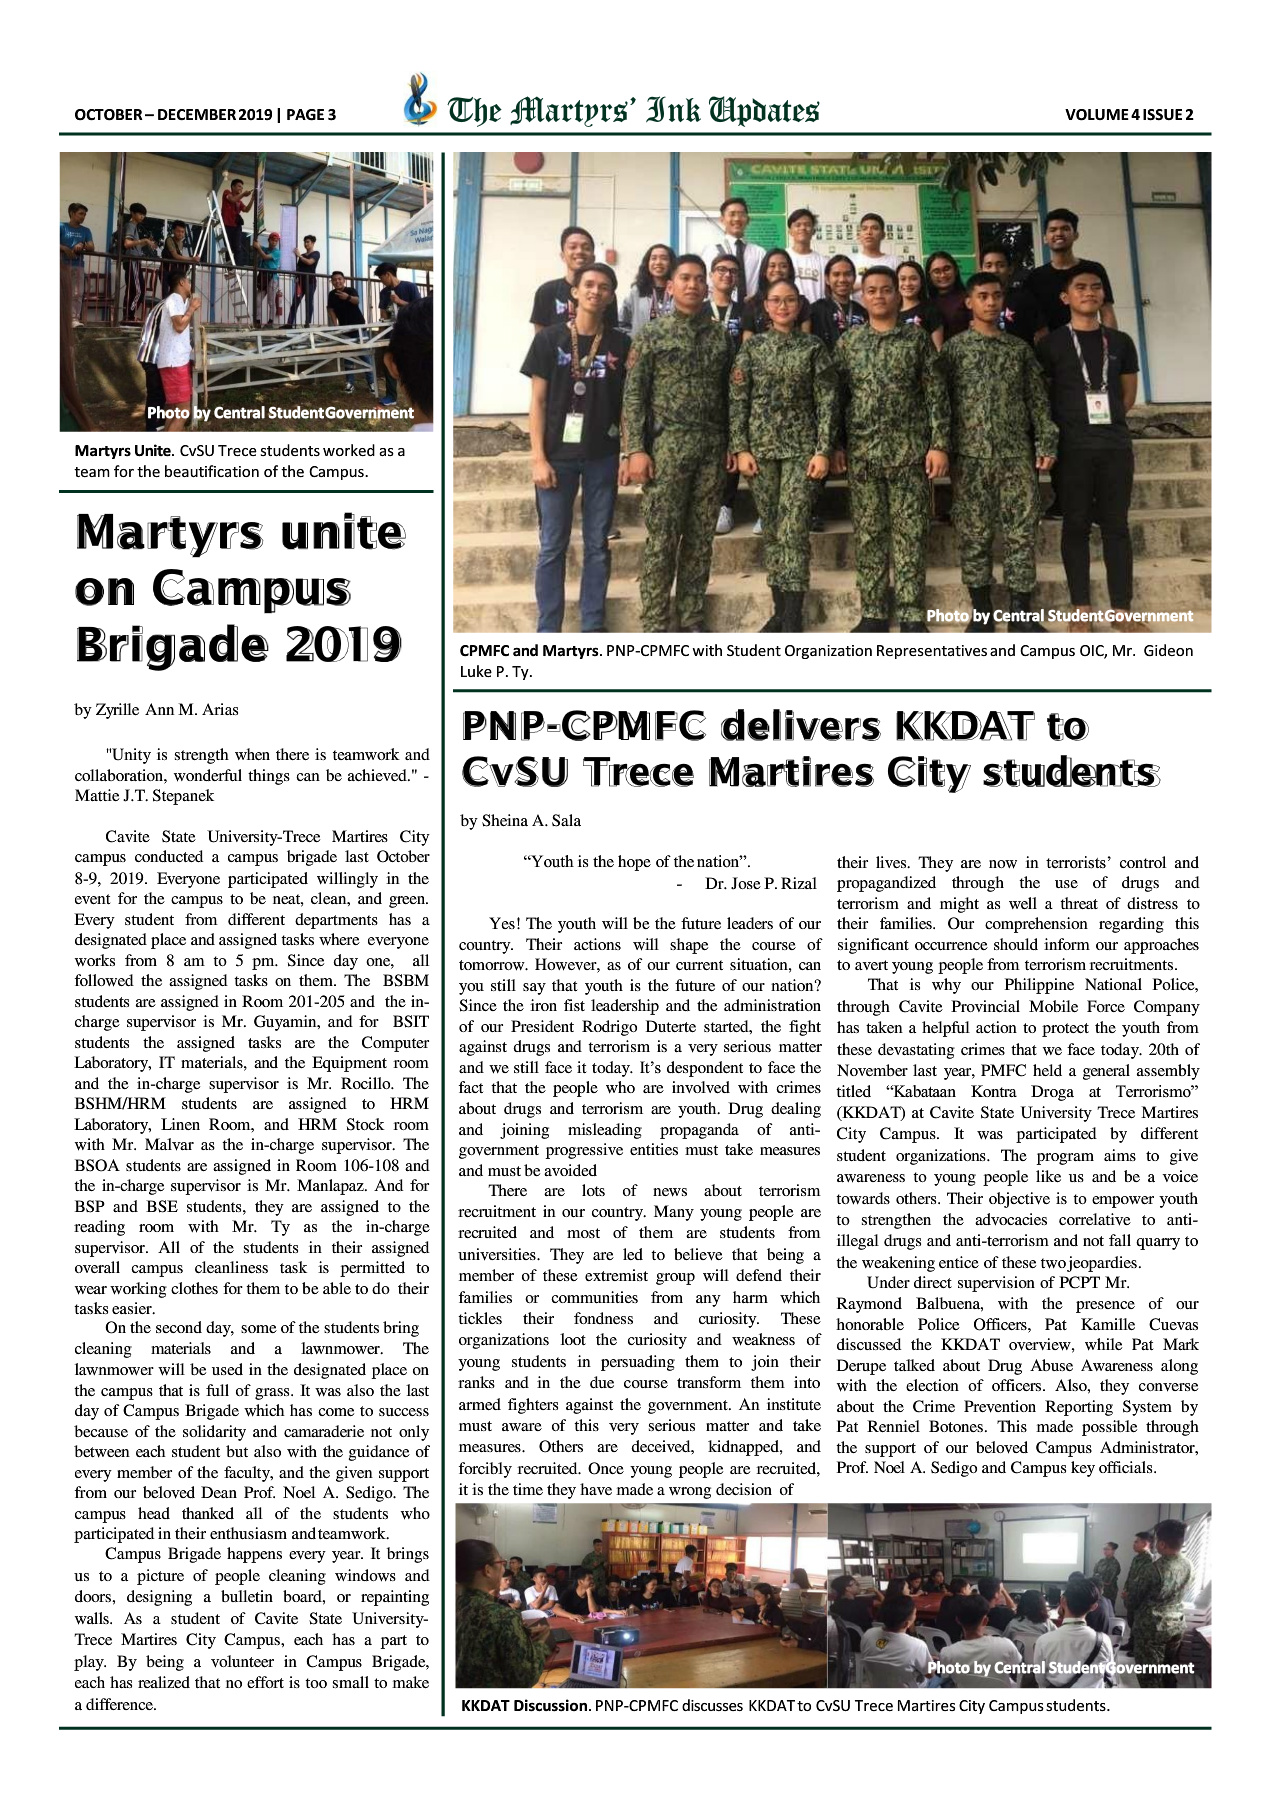 OCTOBER – DECEMBER 2019 | PAGE 3
The Martyrs' Ink Updates
VOLUME 4 ISSUE 2
Photo by Central Student Government
Martyrs Unite. CvSU Trece students worked as a
team for the beautification of the Campus.
Martyrs unite
on Campus
Brigade 2019
by Zyrille Ann M. Arias
"Unity is strength when there is teamwork and
collaboration, wonderful things can be achieved." -
Mattie J.T. Stepanek
Cavite State University-Trece Martires City
campus conducted a campus brigade last October
8-9, 2019. Everyone participated willingly in the
event for the campus to be neat, clean, and green.
Every student from different departments has a
designated place and assigned tasks where everyone
works from 8 am to 5 pm. Since day one, all
followed the assigned tasks on them. The BSBM
students are assigned in Room 201-205 and the in-
charge supervisor is Mr. Guyamin, and for BSIT
students the assigned tasks are the Computer
Laboratory, IT materials, and the Equipment room
and the in-charge supervisor is Mr. Rocillo. The
BSHM/HRM students are assigned to HRM
Laboratory, Linen Room, and HRM Stock room
with Mr. Malvar as the in-charge supervisor. The
BSOA students are assigned in Room 106-108 and
the in-charge supervisor is Mr. Manlapaz. And for
BSP and BSE students, they are assigned to the
reading room with Mr. Ty as the in-charge
supervisor. All of the students in their assigned
overall campus cleanliness task is permitted to
wear working clothes for them to be able to do their
tasks easier.
On the second day, some of the students bring
cleaning materials and a lawnmower. The
lawnmower will be used in the designated place on
the campus that is full of grass. It was also the last
day of Campus Brigade which has come to success
because of the solidarity and camaraderie not only
between each student but also with the guidance of
every member of the faculty, and the given support
from our beloved Dean Prof. Noel A. Sedigo. The
campus head thanked all of the students who
participated in their enthusiasm and teamwork.
Campus Brigade happens every year. It brings
us to a picture of people cleaning windows and
doors, designing a bulletin board, or repainting
walls. As a student of Cavite State University-
Trece Martires City Campus, each has a part to
play. By being a volunteer in Campus Brigade,
each has realized that no effort is too small to make
a difference.
CAVITE STATE UNIVERSITY
Photo by Central Student Government
CPMFC and Martyrs. PNP-CPMFC with Student Organization Representatives and Campus OIC, Mr. Gideon
Luke P. Ty.
PNP-CPMFC delivers KKDAT to
CvSU Trece Martires City students
by Sheina A. Sala
“Youth is the hope of the nation”.
- Dr. Jose P. Rizal
Yes! The youth will be the future leaders of our
country. Their actions will shape the course of
tomorrow. However, as of our current situation, can
you still say that youth is the future of our nation?
Since the iron fist leadership and the administration
of our President Rodrigo Duterte started, the fight
against drugs and terrorism is a very serious matter
and we still face it today. It’s despondent to face the
fact that the people who are involved with crimes
about drugs and terrorism are youth. Drug dealing
and joining misleading propaganda of anti-
government progressive entities must take measures
and must be avoided
There are lots of news about terrorism
recruitment in our country. Many young people are
recruited and most of them are students from
universities. They are led to believe that being a
member of these extremist group will defend their
families or communities from any harm which
tickles their fondness and curiosity. These
organizations loot the curiosity and weakness of
young students in persuading them to join their
ranks and in the due course transform them into
armed fighters against the government. An institute
must aware of this very serious matter and take
measures. Others are deceived, kidnapped, and
forcibly recruited. Once young people are recruited,
it is the time they have made a wrong decision of
their lives. They are now in terrorists’ control and
propagandized through the use of drugs and
terrorism and might as well a threat of distress to
their families. Our comprehension regarding this
significant occurrence should inform our approaches
to avert young people from terrorism recruitments.
That is why our Philippine National Police,
through Cavite Provincial Mobile Force Company
has taken a helpful action to protect the youth from
these devastating crimes that we face today. 20th of
November last year, PMFC held a general assembly
titled “Kabataan Kontra Droga at Terrorismo”
(KKDAT) at Cavite State University Trece Martires
City Campus. It was participated by different
student organizations. The program aims to give
awareness to young people like us and be a voice
towards others. Their objective is to empower youth
to strengthen the advocacies correlative to anti-
illegal drugs and anti-terrorism and not fall quarry to
the weakening entice of these two jeopardies.
Under direct supervision of PCPT Mr.
Raymond Balbuena, with the presence of our
honorable Police Officers, Pat Kamille Cuevas
discussed the KKDAT overview, while Pat Mark
Derupe talked about Drug Abuse Awareness along
with the election of officers. Also, they converse
about the Crime Prevention Reporting System by
Pat Renniel Botones. This made possible through
the support of our beloved Campus Administrator,
Prof. Noel A. Sedigo and Campus key officials.
Photo by Central Student Government
KKDAT Discussion. PNP-CPMFC discusses KKDAT to CvSU Trece Martires City Campus students.